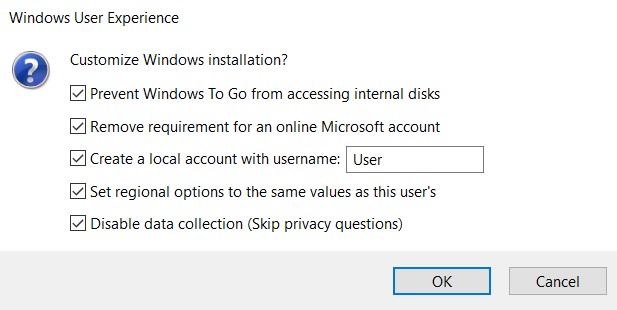 Windows User Experience
Customize Windows installation?
Prevent Windows To Go from accessing internal disks
Remove requirement for an online Microsoft account
Create a local account with username: User
Set regional options to the same values as this user's
Disable data collection (Skip privacy questions)
OK Cancel